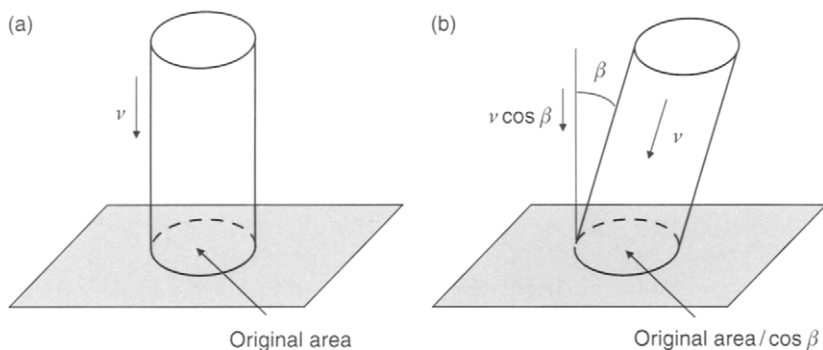 (a)
ν
Original area
(b)
β
ν cos β
ν
Original area / cos β